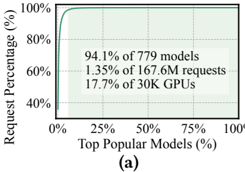 100%
80%
60%
40%
Request Percentage (%)
94.1% of 779 models
1.35% of 167.6M requests
17.7% of 30K GPUs
0% 25% 50% 75% 100%
Top Popular Models (%)
(a)